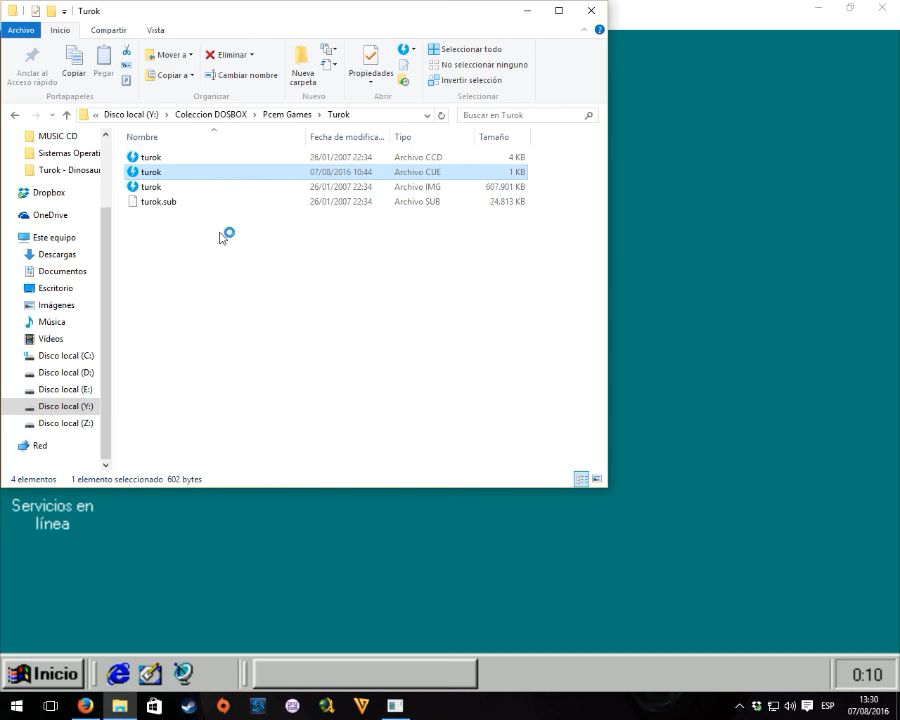 Turok
Archivo Inicio Compartir Vista
Anclar al Acceso rápido
Copiar
Pegar
Mover a
Copiar a
Eliminar
Cambiar nombre
Nueva carpeta
Propiedades
Seleccionar todo
No seleccionar ninguno
Invertir selección
Portapapeles Organizar Nuevo Abrir Seleccionar
« Disco local (Y:) › Coleccion DOSBOX › Pcem Games › Turok
Buscar en Turok
Nombre Fecha de modifica... Tipo Tamaño
turok 26/01/2007 22:34 Archivo CCD 4 KB
turok 07/08/2016 10:44 Archivo CUE 1 KB
turok 26/01/2007 22:34 Archivo IMG 607.901 KB
turok.sub 26/01/2007 22:34 Archivo SUB 24.813 KB
MUSIC CD
Sistemas Operati
Turok - Dinosaur
Dropbox
OneDrive
Este equipo
Descargas
Documentos
Escritorio
Imágenes
Música
Vídeos
Disco local (C:)
Disco local (D:)
Disco local (E:)
Disco local (Y:)
Disco local (Z:)
Red
4 elementos 1 elemento seleccionado 602 bytes
Servicios en
línea
Inicio
0:10
ESP
13:30
07/08/2016